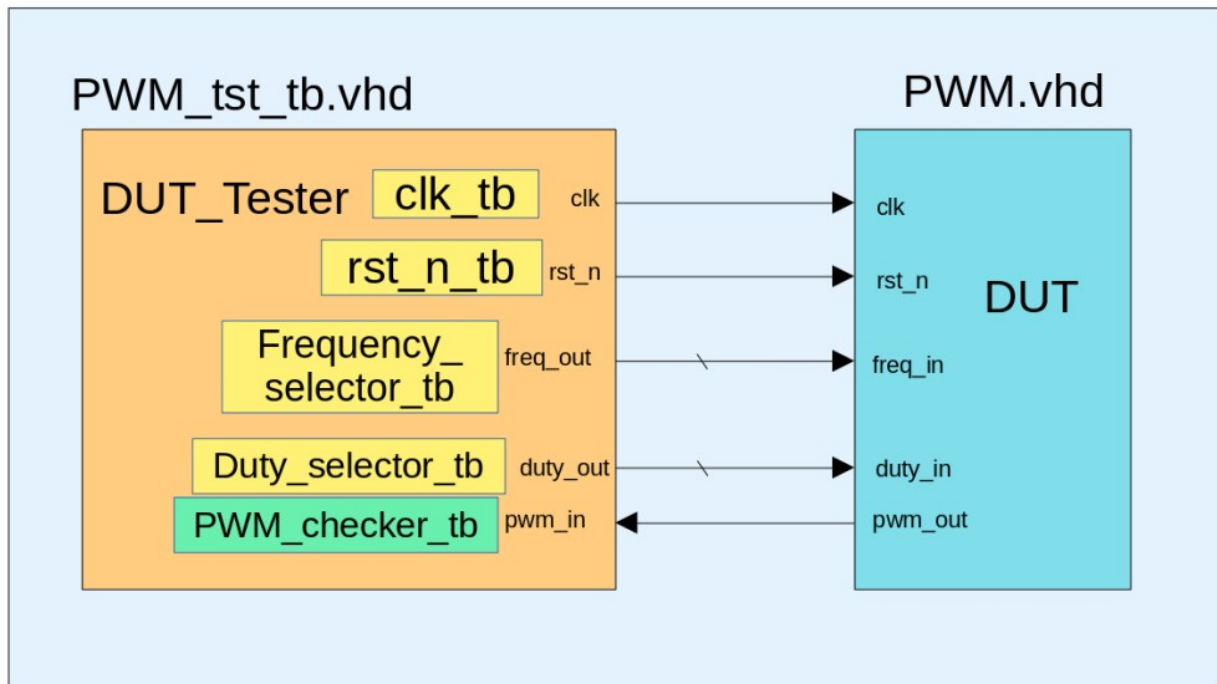 PWM_tst_tb.vhd
PWM.vhd
DUT_Tester
clk_tb
clk
clk
rst_n_tb
rst_n
rst_n
DUT
Frequency_
selector_tb
freq_out
freq_in
Duty_selector_tb
duty_out
duty_in
PWM_checker_tb
pwm_in
pwm_out